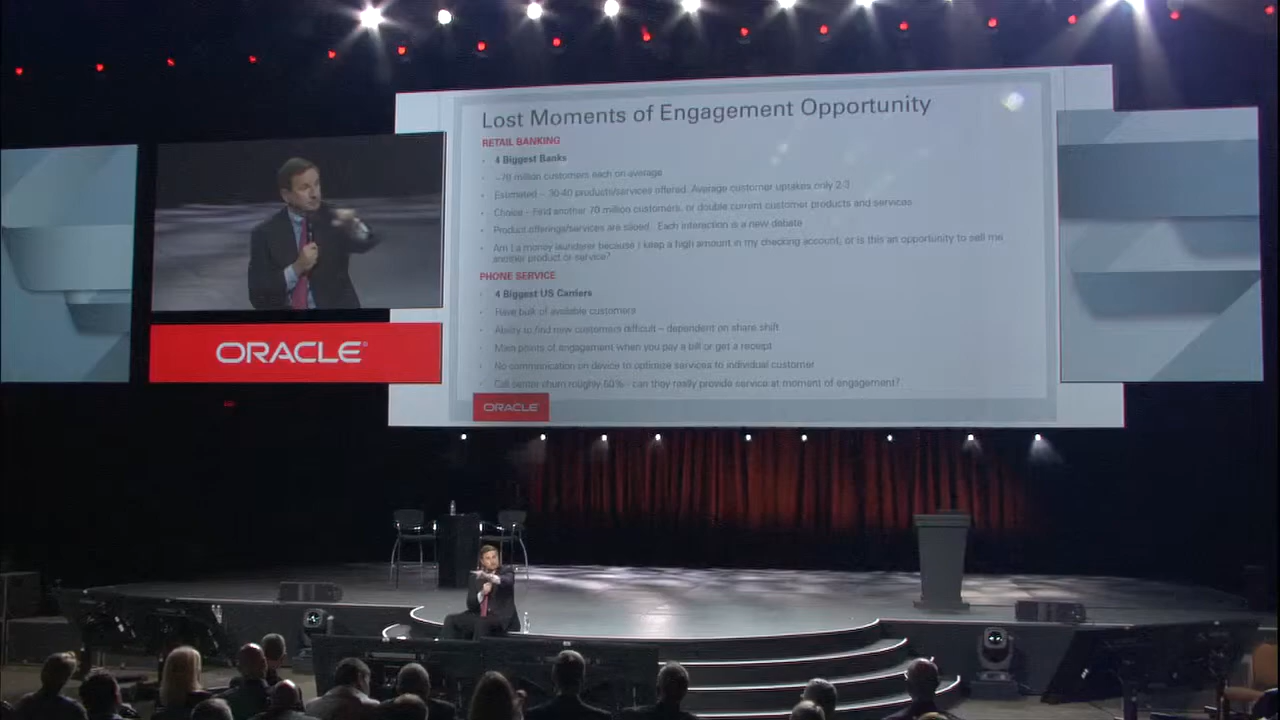 Lost Moments of Engagement Opportunity
RETAIL BANKING
4 Biggest Banks
~70 million customers each on average
Estimated ~ 30-40 products/services offered. Average customer uptakes only 2-3
Choice - Find another 70 million customers, or double current customer products and services
Product offerings/services are siloed. Each interaction is a new debate
Am I a money launderer because I keep a high amount in my checking account, or is this an opportunity to sell me
another product or service?
PHONE SERVICE
4 Biggest US Carriers
Have bulk of available customers
Ability to find new customers difficult – dependent on share shift
Main points of engagement when you pay a bill or get a receipt
No communication on device to optimize services to individual customer
Call center churn roughly 50% - can they really provide service at moment of engagement?
ORACLE
ORACLE®